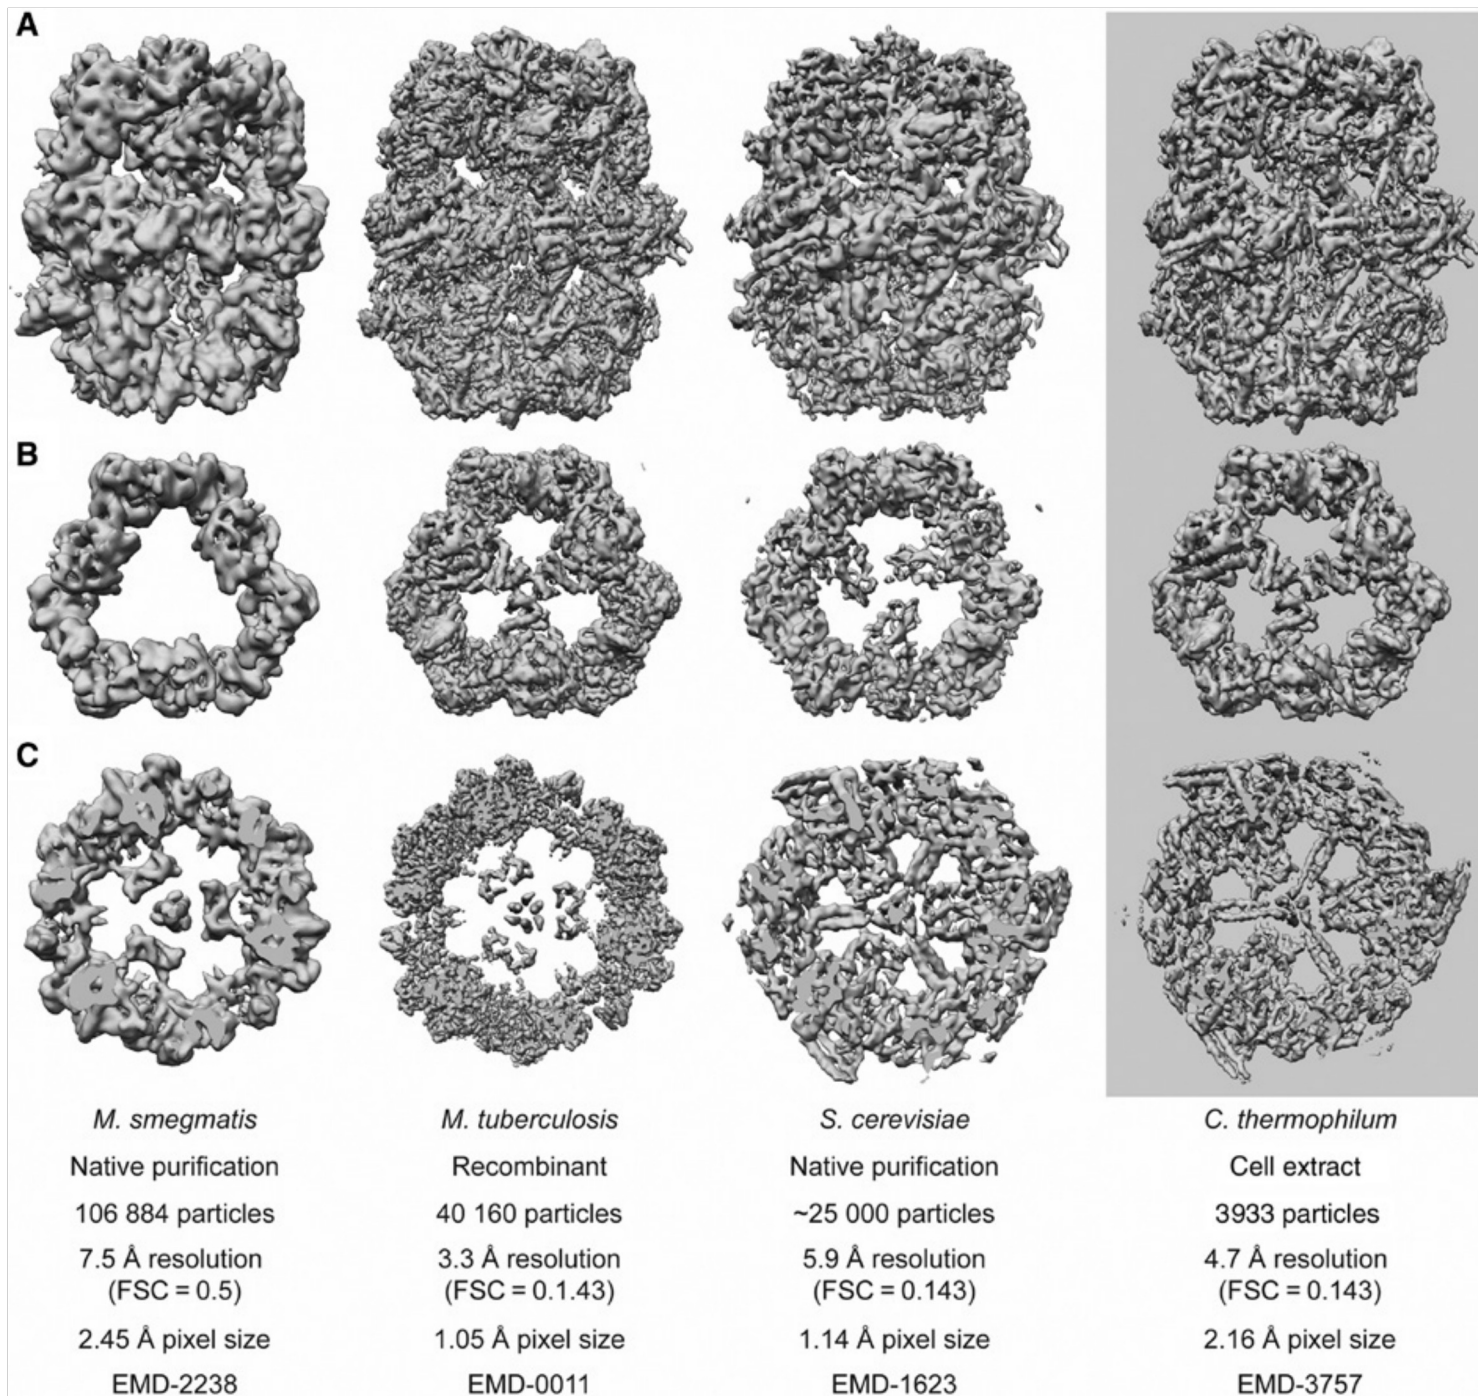 A
B
C
M. smegmatis M. tuberculosis S. cerevisiae C. thermophilum
Native purification Recombinant Native purification Cell extract
106 884 particles 40 160 particles ~25 000 particles 3933 particles
7.5 Å resolution 3.3 Å resolution 5.9 Å resolution 4.7 Å resolution
(FSC = 0.5) (FSC = 0.1.43) (FSC = 0.143) (FSC = 0.143)
2.45 Å pixel size 1.05 Å pixel size 1.14 Å pixel size 2.16 Å pixel size
EMD-2238 EMD-0011 EMD-1623 EMD-3757